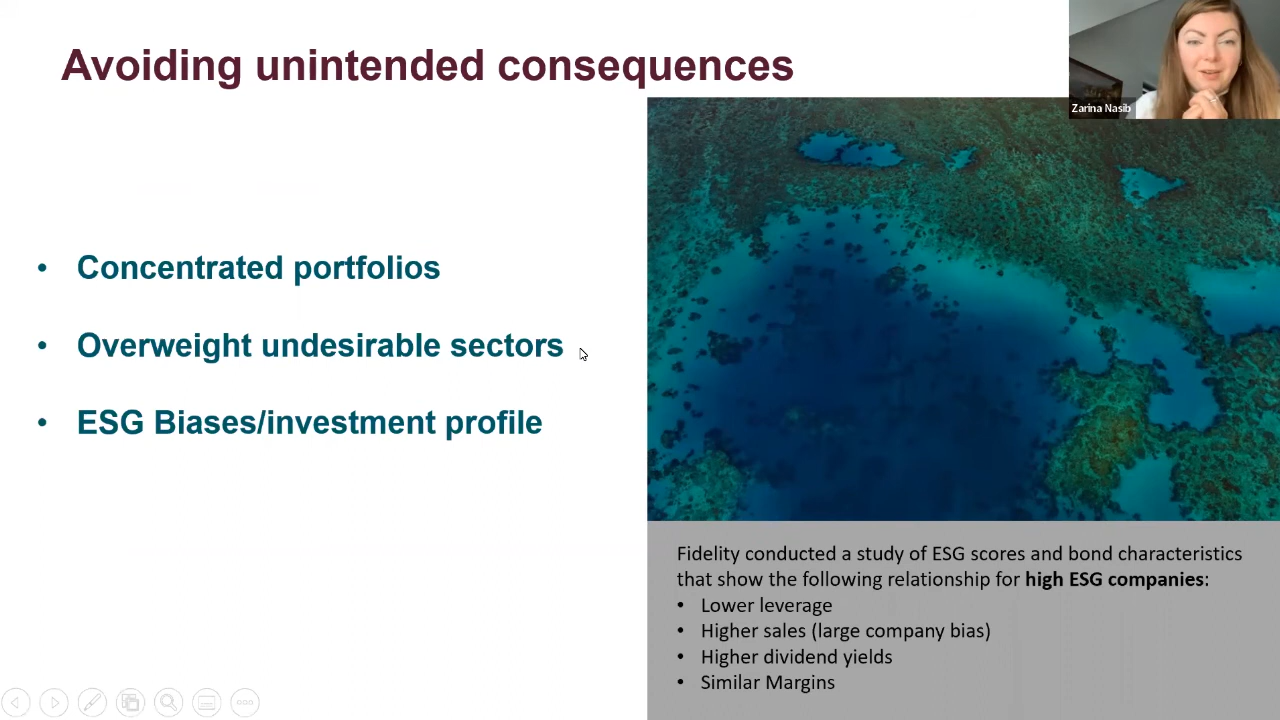 Avoiding unintended consequences
Zarina Nasib
• Concentrated portfolios
• Overweight undesirable sectors
• ESG Biases/investment profile
Fidelity conducted a study of ESG scores and bond characteristics
that show the following relationship for high ESG companies:
• Lower leverage
• Higher sales (large company bias)
• Higher dividend yields
• Similar Margins